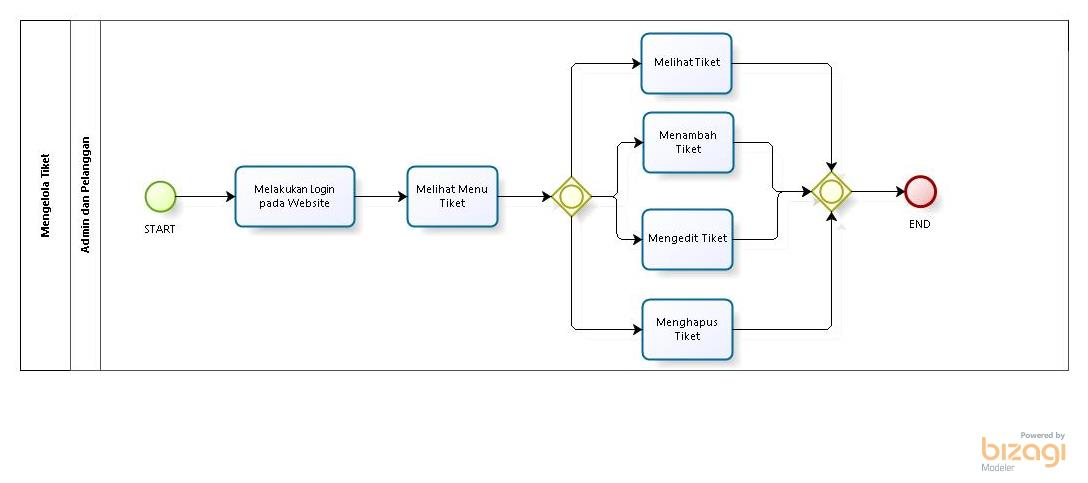 Mengelola Tiket
Admin dan Pelanggan
START
Melakukan Login
pada Website
Melihat Menu
Tiket
Melihat Tiket
Menambah
Tiket
Mengedit Tiket
Menghapus
Tiket
END
Powered by
bizagi
Modeler